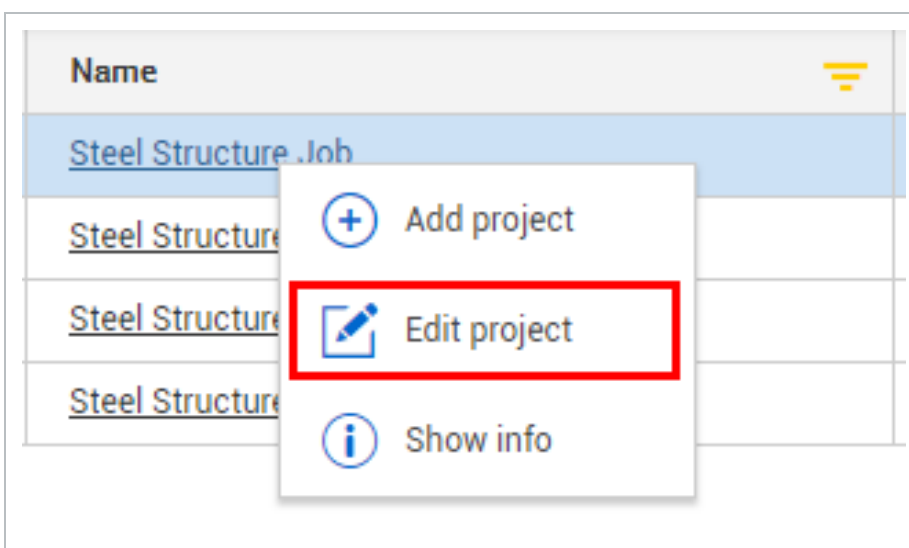 Name
Steel Structure Job
Add project
Steel Structure
Edit project
Steel Structure
Show info
Steel Structure